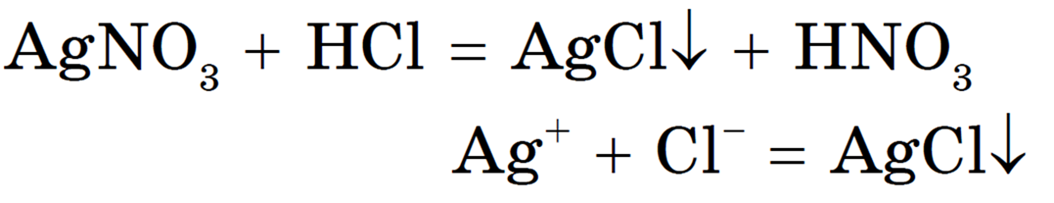 AgNO₃ + HCl = AgCl↓ + HNO₃
Ag⁺ + Cl⁻ = AgCl↓